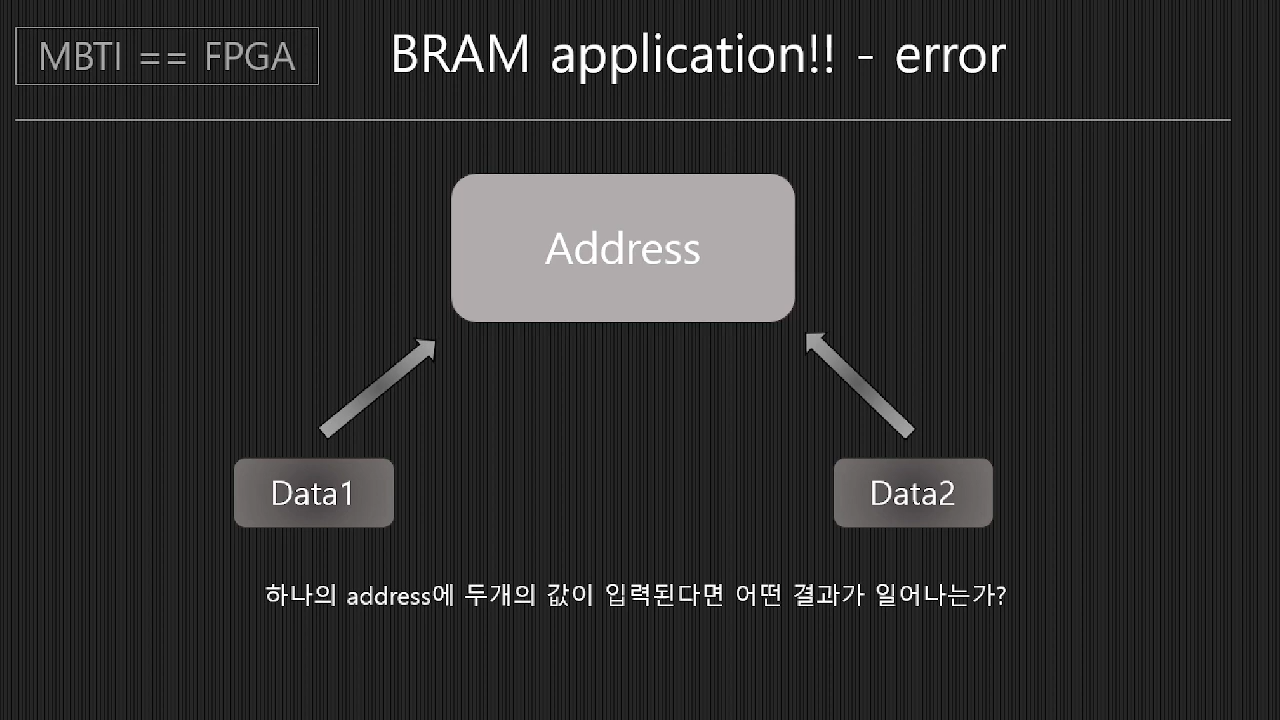 MBTI == FPGA
BRAM application!! - error
Address
Data1
Data2
하나의 address에 두개의 값이 입력된다면 어떤 결과가 일어나는가?